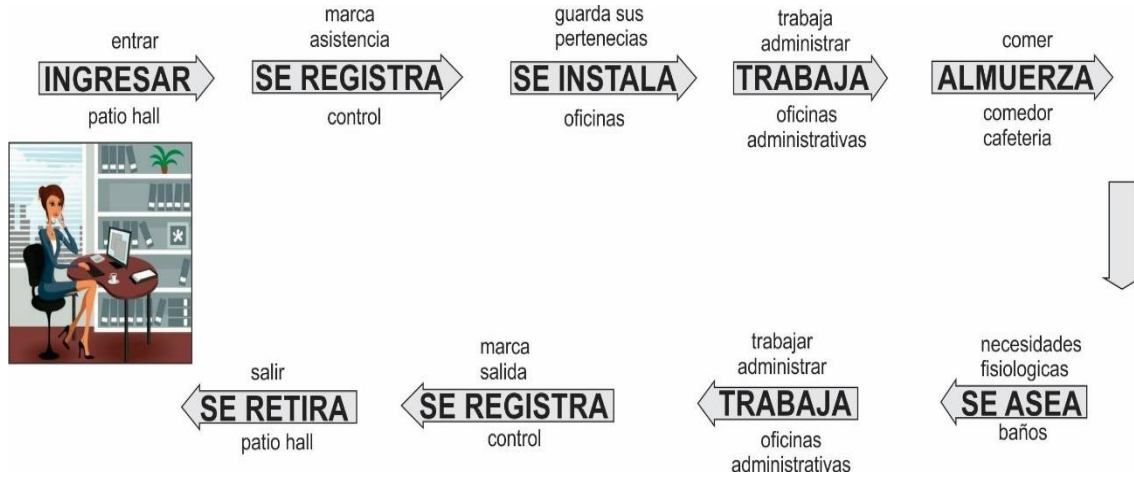 entrar
INGRESAR
patio hall
marca
asistencia
SE REGISTRA
control
guarda sus
pertenecias
SE INSTALA
oficinas
trabaja
administrar
TRABAJA
oficinas
administrativas
comer
ALMUERZA
comedor
cafeteria
necesidades
fisiologicas
SE ASEA
baños
trabajar
administrar
TRABAJA
oficinas
administrativas
marca
salida
SE REGISTRA
control
salir
SE RETIRA
patio hall